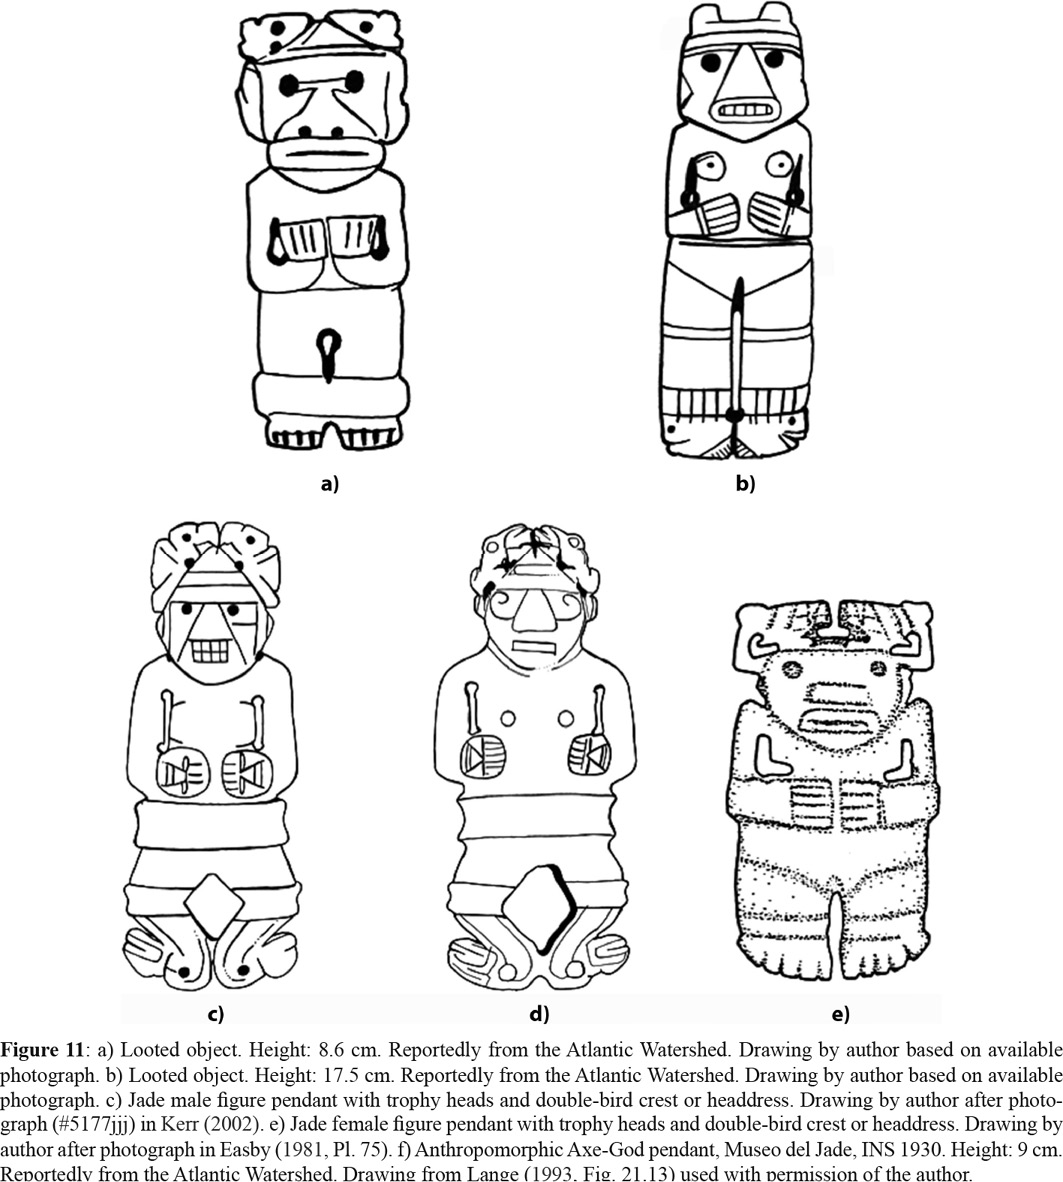 a)
b)
c)
d)
e)
Figure 11: a) Looted object. Height: 8.6 cm. Reportedly from the Atlantic Watershed. Drawing by author based on available
photograph. b) Looted object. Height: 17.5 cm. Reportedly from the Atlantic Watershed. Drawing by author based on available
photograph. c) Jade male figure pendant with trophy heads and double-bird crest or headdress. Drawing by author after photo-
graph (#5177jjj) in Kerr (2002). e) Jade female figure pendant with trophy heads and double-bird crest or headdress. Drawing by
author after photograph in Easby (1981, Pl. 75). f) Anthropomorphic Axe-God pendant, Museo del Jade, INS 1930. Height: 9 cm.
Reportedly from the Atlantic Watershed. Drawing from Lange (1993, Fig. 21.13) used with permission of the author.